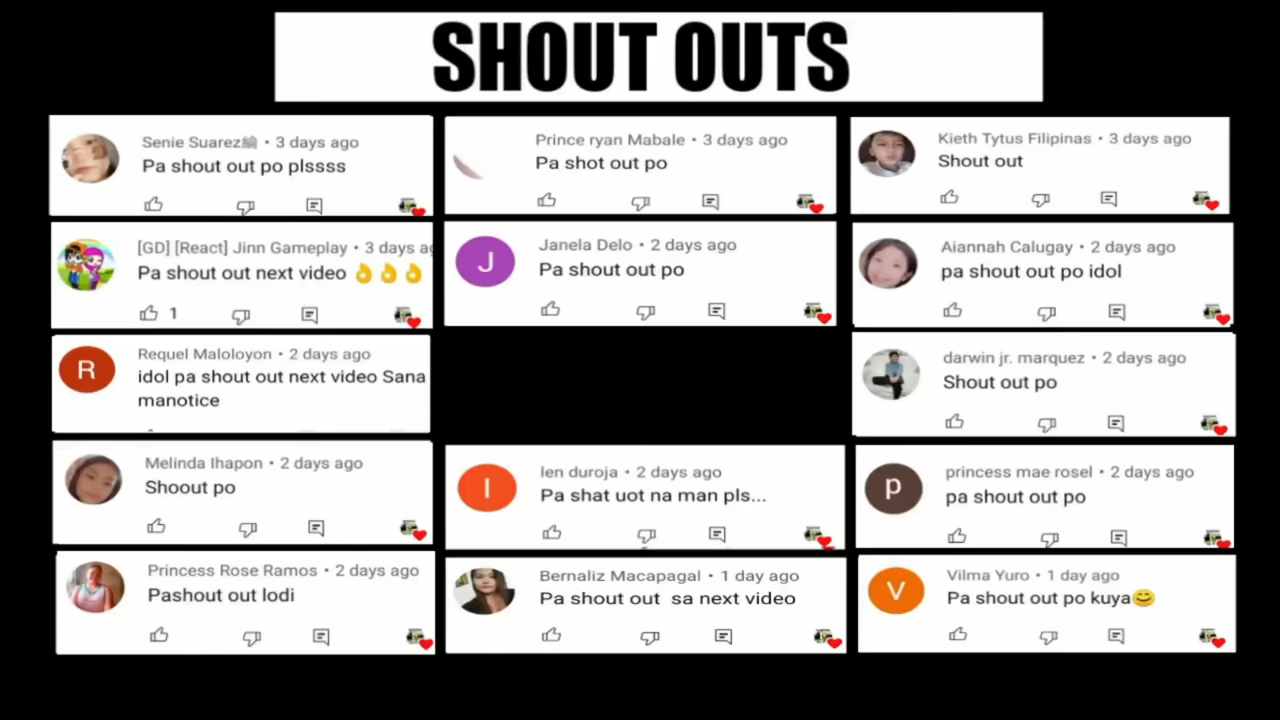 SHOUT OUTS
Senie Suarez綸 • 3 days ago
Pa shout out po plssss
Prince ryan Mabale • 3 days ago
Pa shot out po
Kieth Tytus Filipinas • 3 days ago
Shout out
[GD] [React] Jinn Gameplay • 3 days ag
Pa shout out next video 👌👌👌
1
J
Janela Delo • 2 days ago
Pa shout out po
Aiannah Calugay • 2 days ago
pa shout out po idol
R
Requel Maloloyon • 2 days ago
idol pa shout out next video Sana
manotice
darwin jr. marquez • 2 days ago
Shout out po
Melinda Ihapon • 2 days ago
Shoout po
l
len duroja • 2 days ago
Pa shat uot na man pls...
p
princess mae rosel • 2 days ago
pa shout out po
Princess Rose Ramos • 2 days ago
Pashout out lodi
Bernaliz Macapagal • 1 day ago
Pa shout out sa next video
V
Vilma Yuro • 1 day ago
Pa shout out po kuya😊